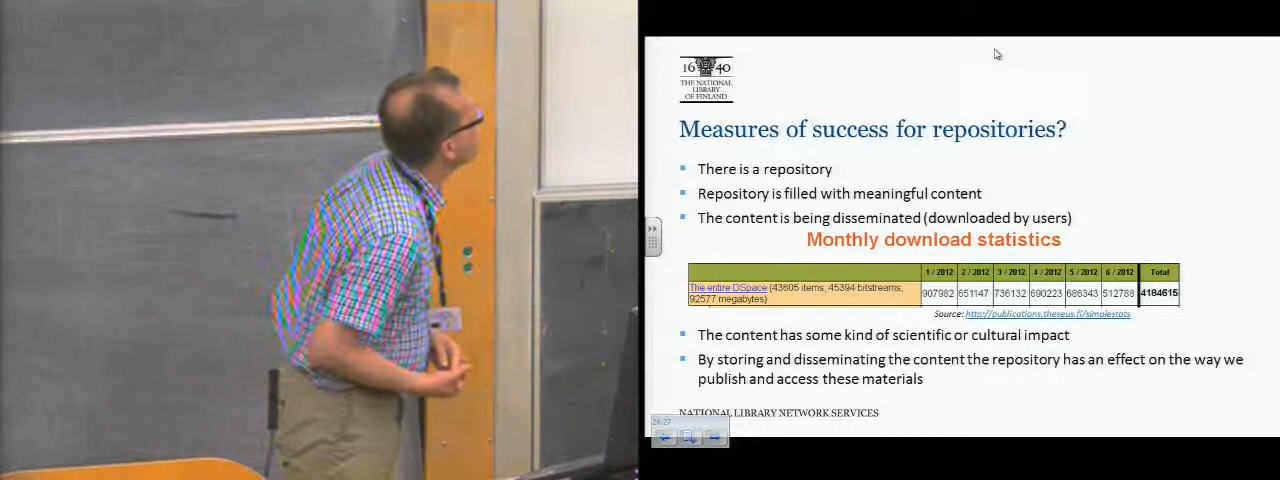 16 40
THE NATIONAL
LIBRARY
OF FINLAND
Measures of success for repositories?
There is a repository
Repository is filled with meaningful content
The content is being disseminated (downloaded by users)
Monthly download statistics
1 / 2012 2 / 2012 3 / 2012 4 / 2012 5 / 2012 6 / 2012 Total
The entire DSpace (43605 items, 45394 bitstreams,
92577 megabytes) 907982 651147 736132 690223 686343 512788 4184615
Source: http://publications.theseus.fi/simplestats
The content has some kind of scientific or cultural impact
By storing and disseminating the content the repository has an effect on the way we
publish and access these materials
NATIONAL LIBRARY NETWORK SERVICES
24/27